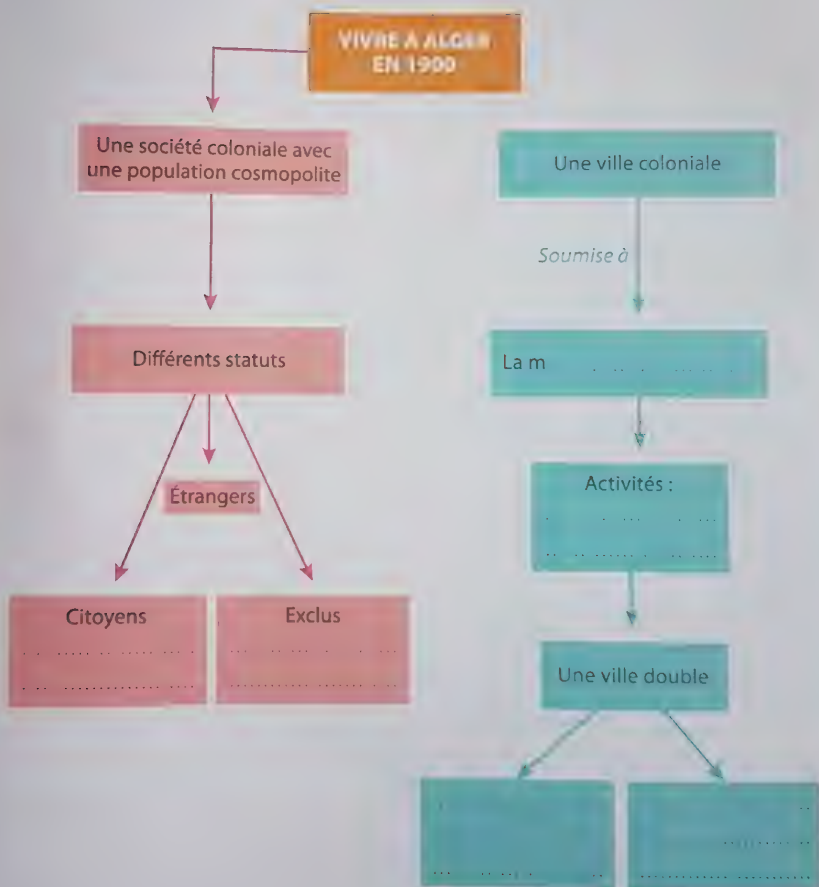 VIVRE À ALGER
EN 1900
Une société coloniale avec
une population cosmopolite
Différents statuts
Étrangers
Citoyens
Exclus
Une ville coloniale
Soumise à
La m
Activités :
Une ville double